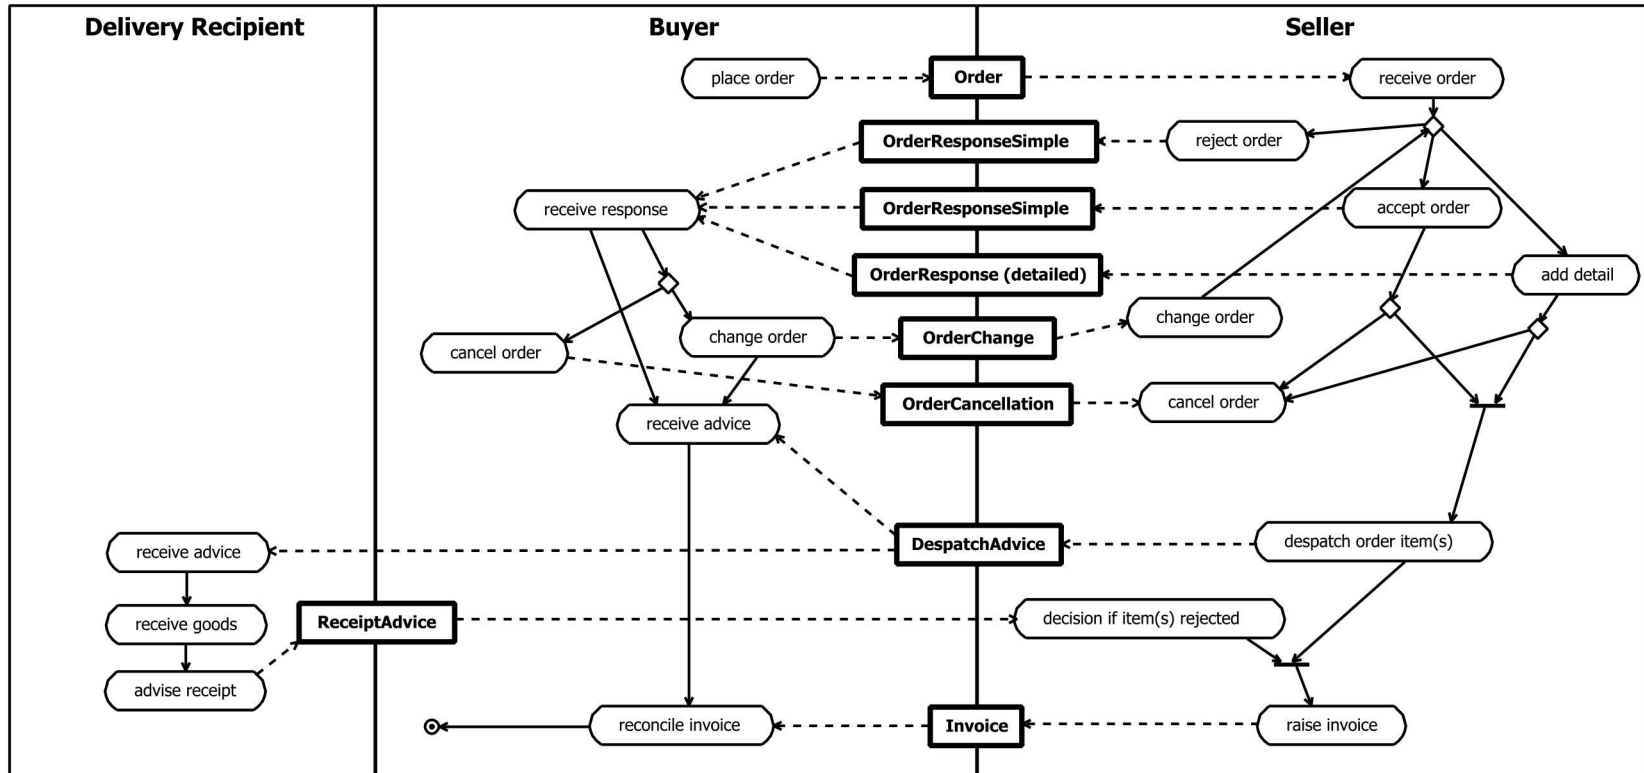 Delivery Recipient
Buyer
Seller
place order
Order
receive order
OrderResponseSimple
reject order
receive response
OrderResponseSimple
accept order
OrderResponse (detailed)
add detail
change order
cancel order
change order
OrderChange
OrderCancellation
cancel order
receive advice
receive advice
DespatchAdvice
despatch order item(s)
receive goods
ReceiptAdvice
decision if item(s) rejected
advise receipt
reconcile invoice
Invoice
raise invoice